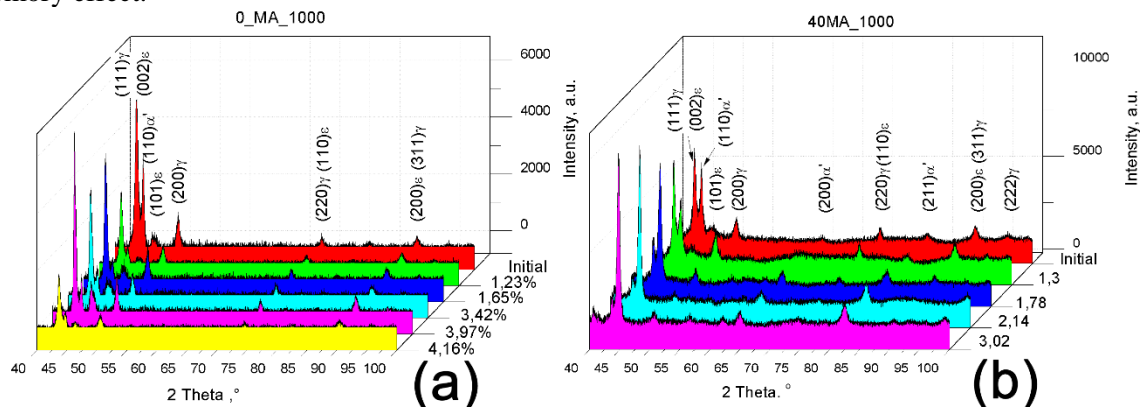 0_MA_1000
6000
4000
2000
0
Intensity, a.u.
(111)γ
(002)ε
(110)α'
(101)ε
(200)γ
(220)γ (110)ε
(200)ε (311)γ
Initial
1,23%
1,65%
3,42%
3,97%
4,16%
40 45 50 55 60 65 70 75 80 85 90 95 100
2 Theta ,°
(a)
40MA_1000
10000
5000
0
Intensity, a.u.
(111)γ
(002)ε
(110)α'
(101)ε
(200)γ
(200)α'
(220)γ (110)ε
(211)α'
(200)ε (311)γ
(222)γ
Initial
1,3
1,78
2,14
3,02
40 45 50 55 60 65 70 75 80 85 90 95 100
2 Theta. °
(b)